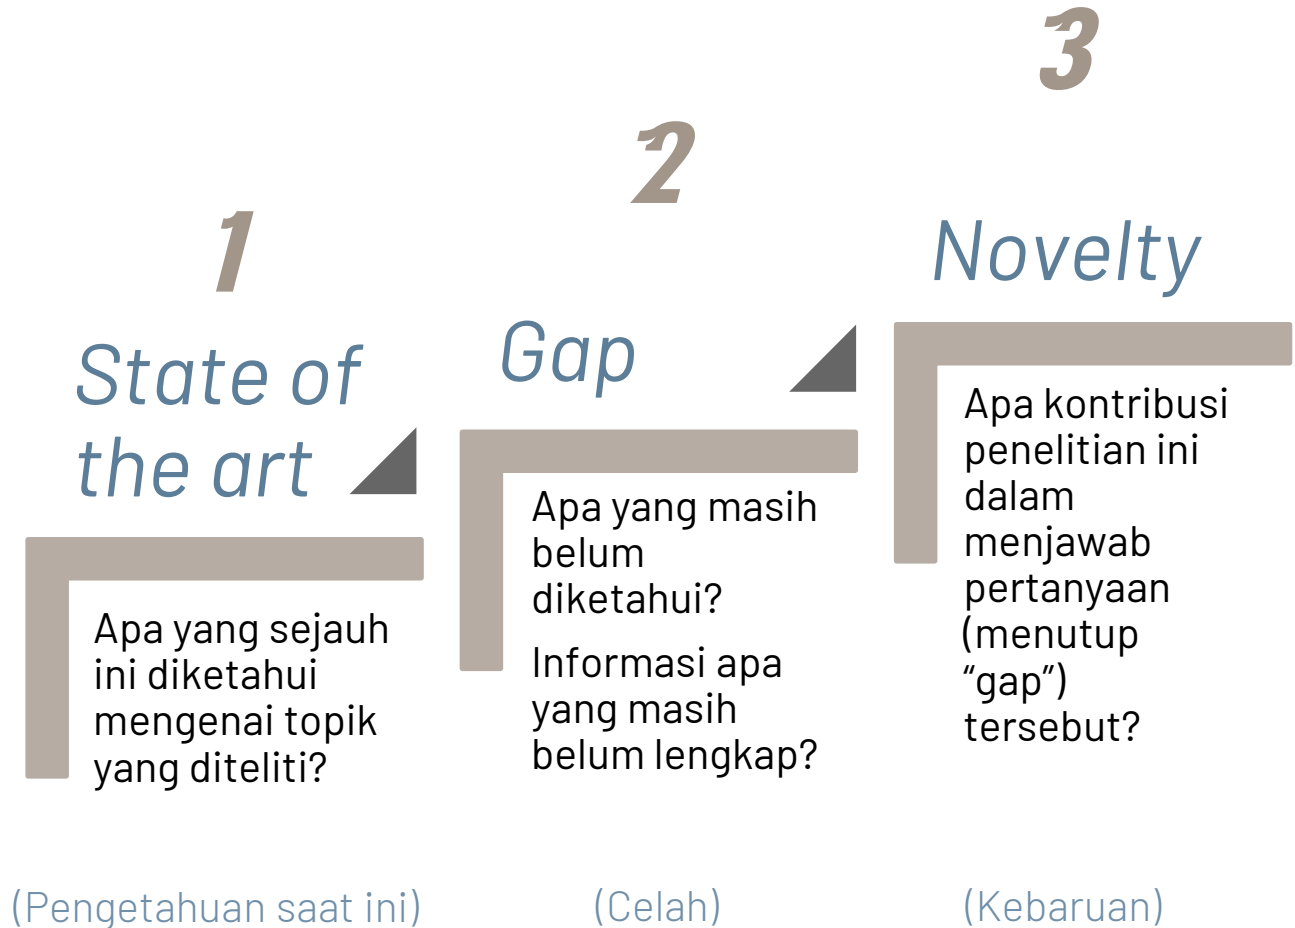 1
State of
the art
Apa yang sejauh
ini diketahui
mengenai topik
yang diteliti?
(Pengetahuan saat ini)
2
Gap
Apa yang masih
belum
diketahui?
Informasi apa
yang masih
belum lengkap?
(Celah)
3
Novelty
Apa kontribusi
penelitian ini
dalam
menjawab
pertanyaan
(menutup
“gap”)
tersebut?
(Kebaruan)